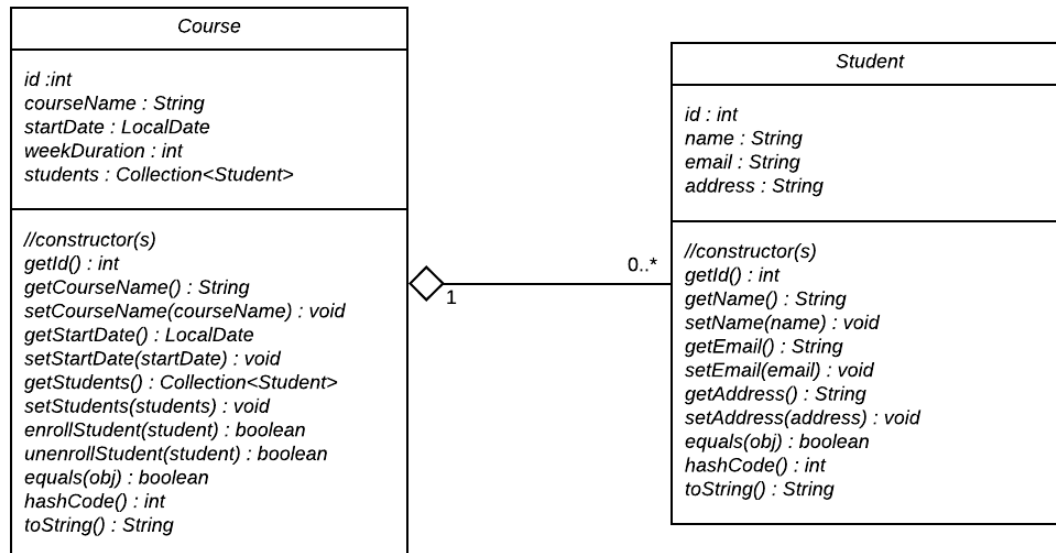 Course
id :int
courseName : String
startDate : LocalDate
weekDuration : int
students : Collection<Student>
//constructor(s)
getId() : int
getCourseName() : String
setCourseName(courseName) : void
getStartDate() : LocalDate
setStartDate(startDate) : void
getStudents() : Collection<Student>
setStudents(students) : void
enrollStudent(student) : boolean
unenrollStudent(student) : boolean
equals(obj) : boolean
hashCode() : int
toString() : String
1
0..*
Student
id : int
name : String
email : String
address : String
//constructor(s)
getId() : int
getName() : String
setName(name) : void
getEmail() : String
setEmail(email) : void
getAddress() : String
setAddress(address) : void
equals(obj) : boolean
hashCode() : int
toString() : String